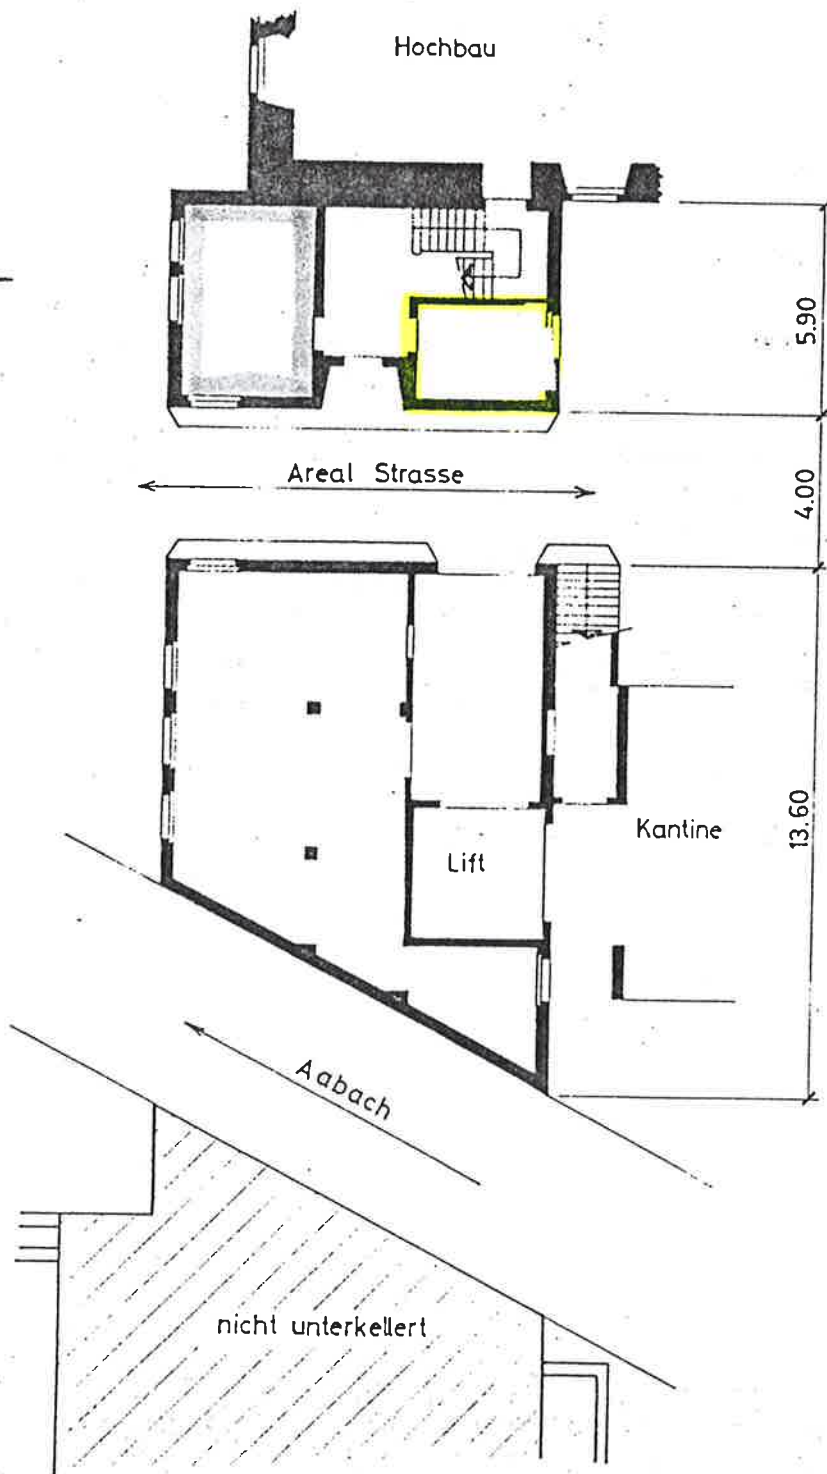 Hochbau
5.90
Areal Strasse
4.00
13.60
Kantine
Lift
Aabach
nicht unterkellert